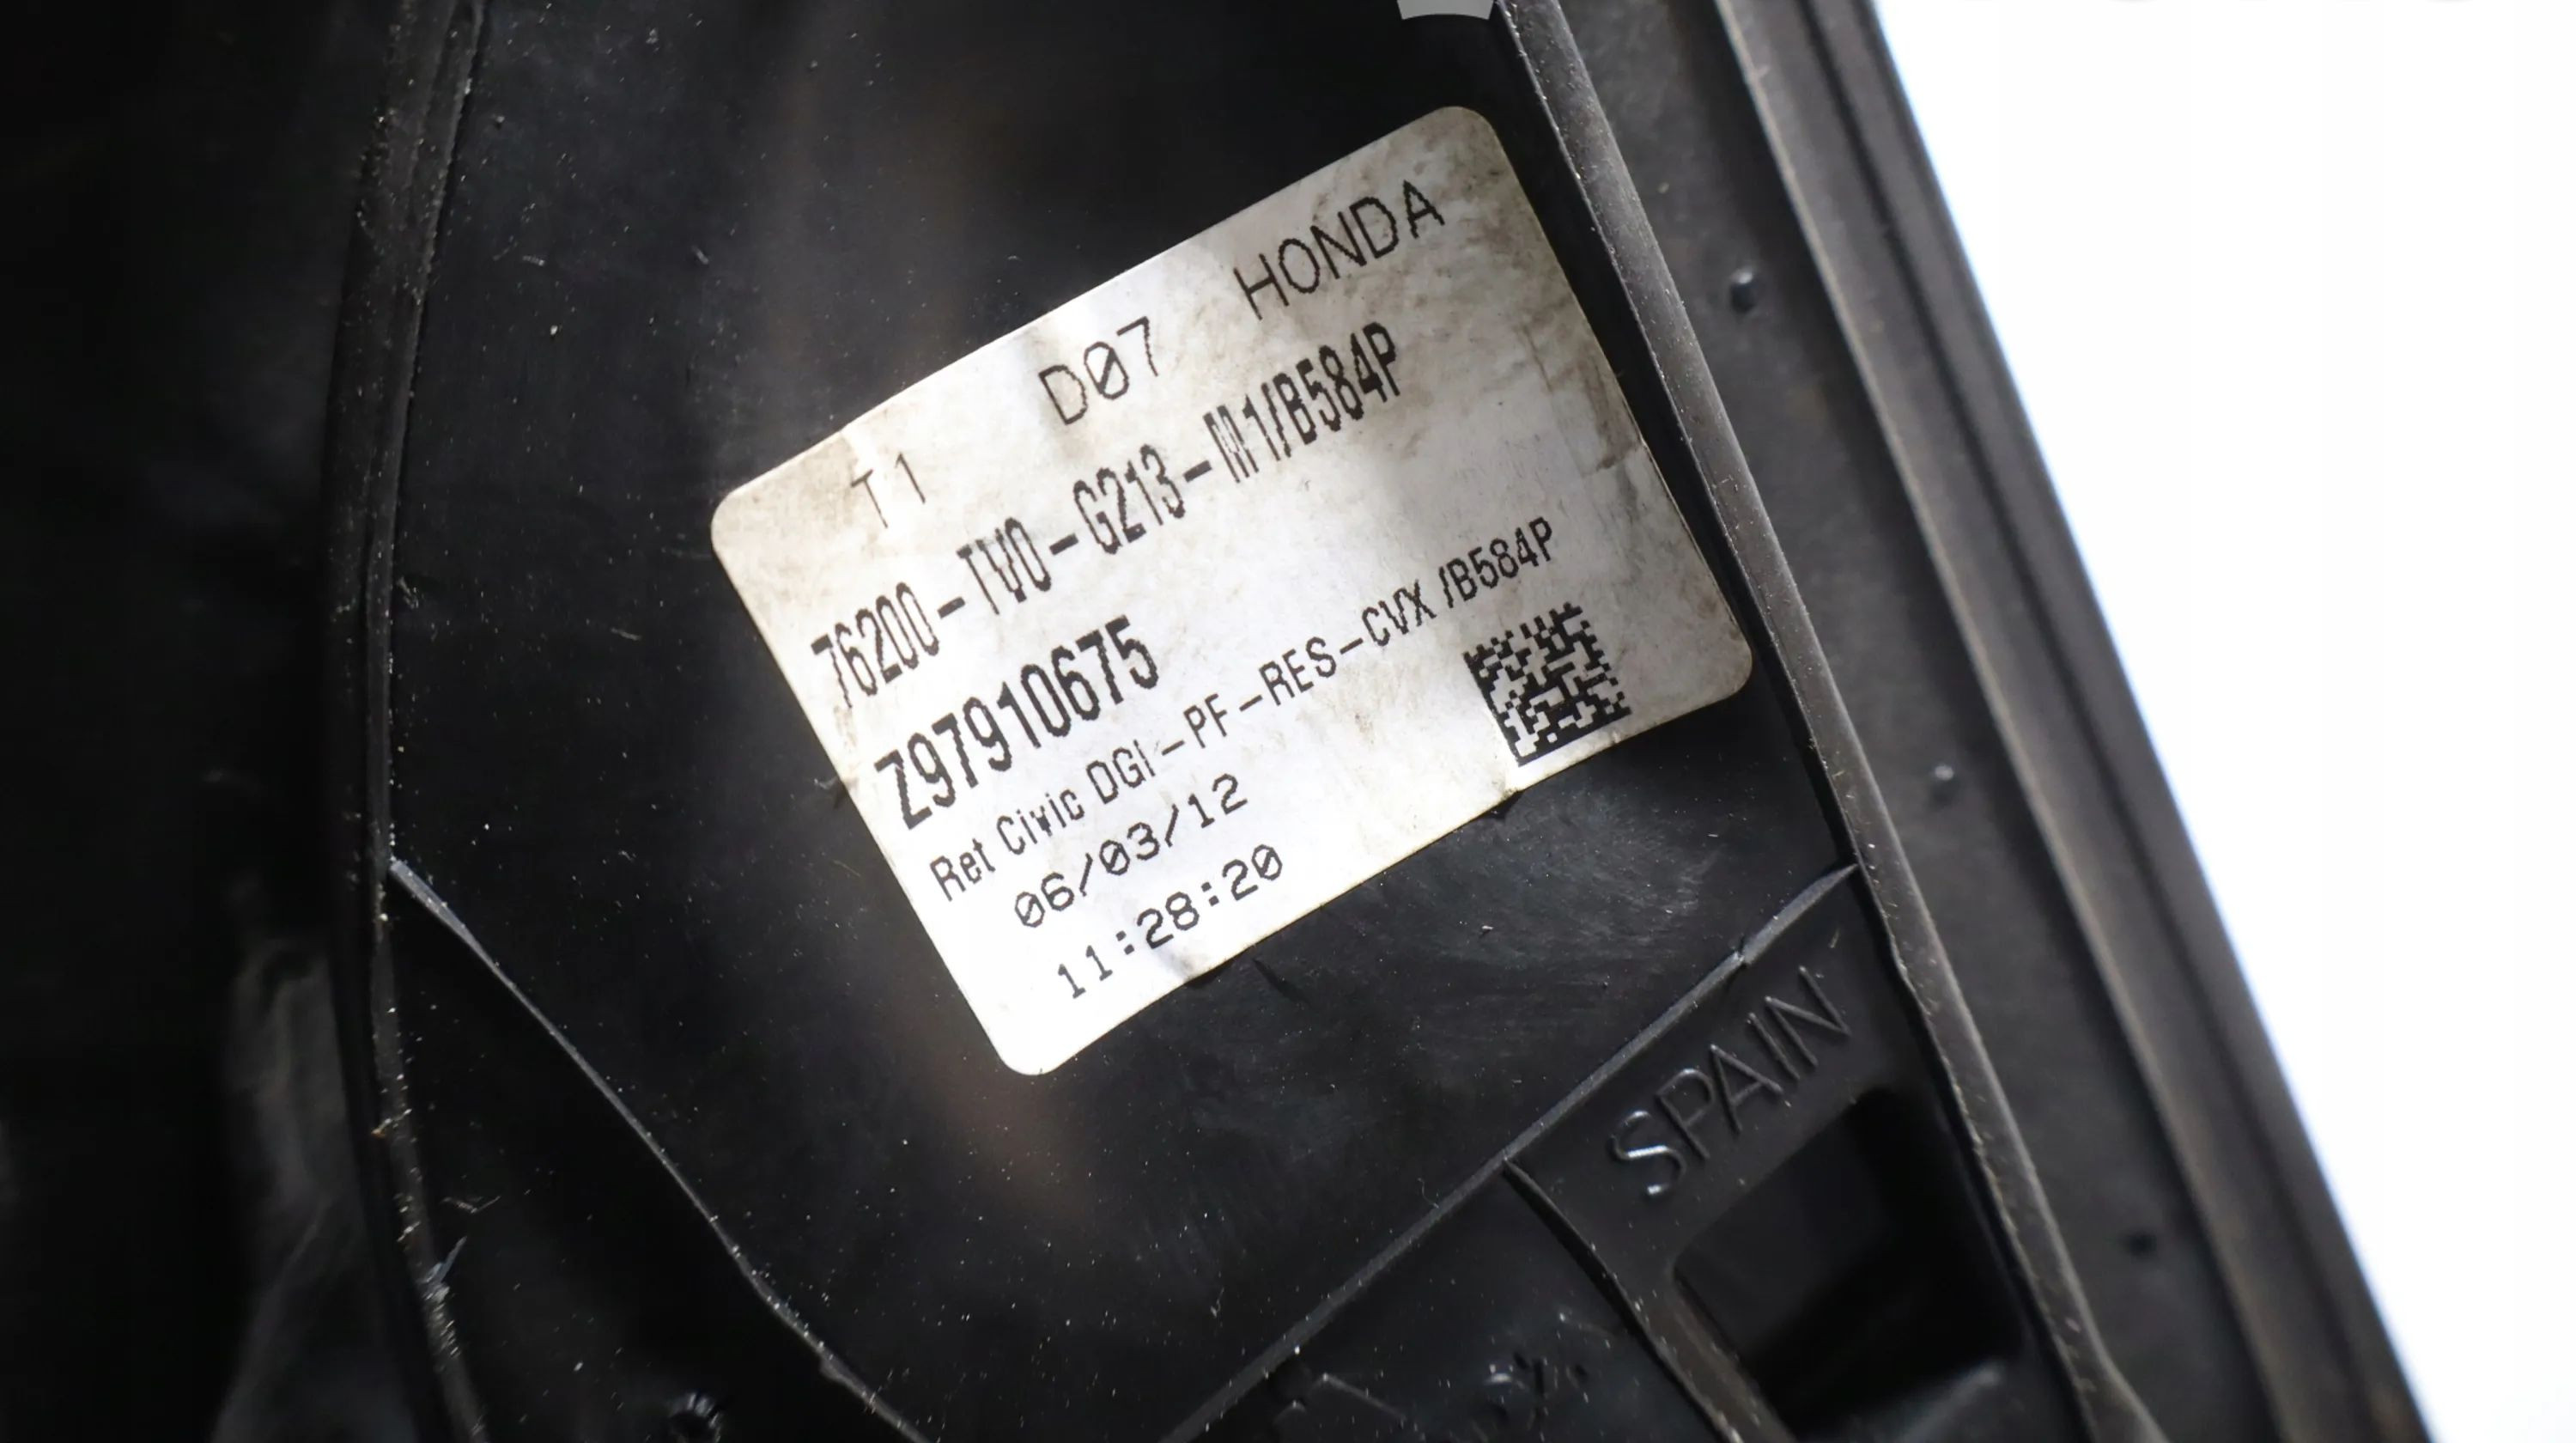 T1 D07 HONDA
76200-TV0-G213-M1/B584P
Z97910675
Ret Civic DGI-PF-RES-CVX /B584P
06/03/12
11:28:20
SPAIN